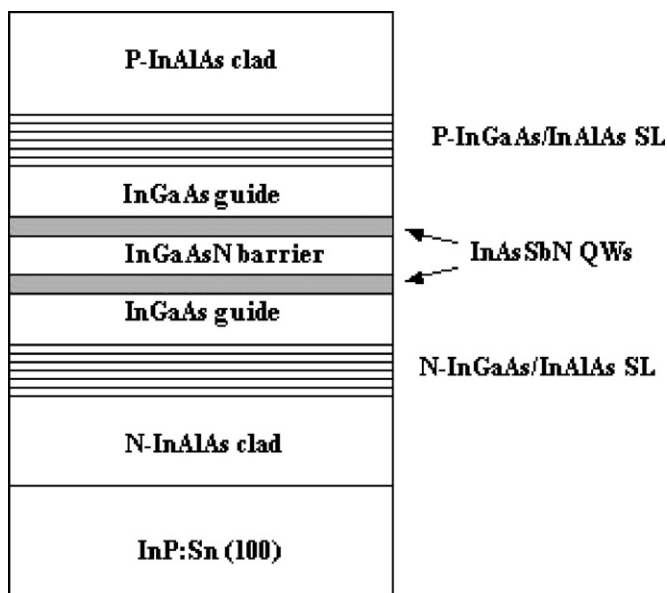 P-InAlAs clad
P-InGaAs/InAlAs SL
InGaAs guide
InGaAsN barrier
InAsSbN QWs
InGaAs guide
N-InGaAs/InAlAs SL
N-InAlAs clad
InP:Sn (100)